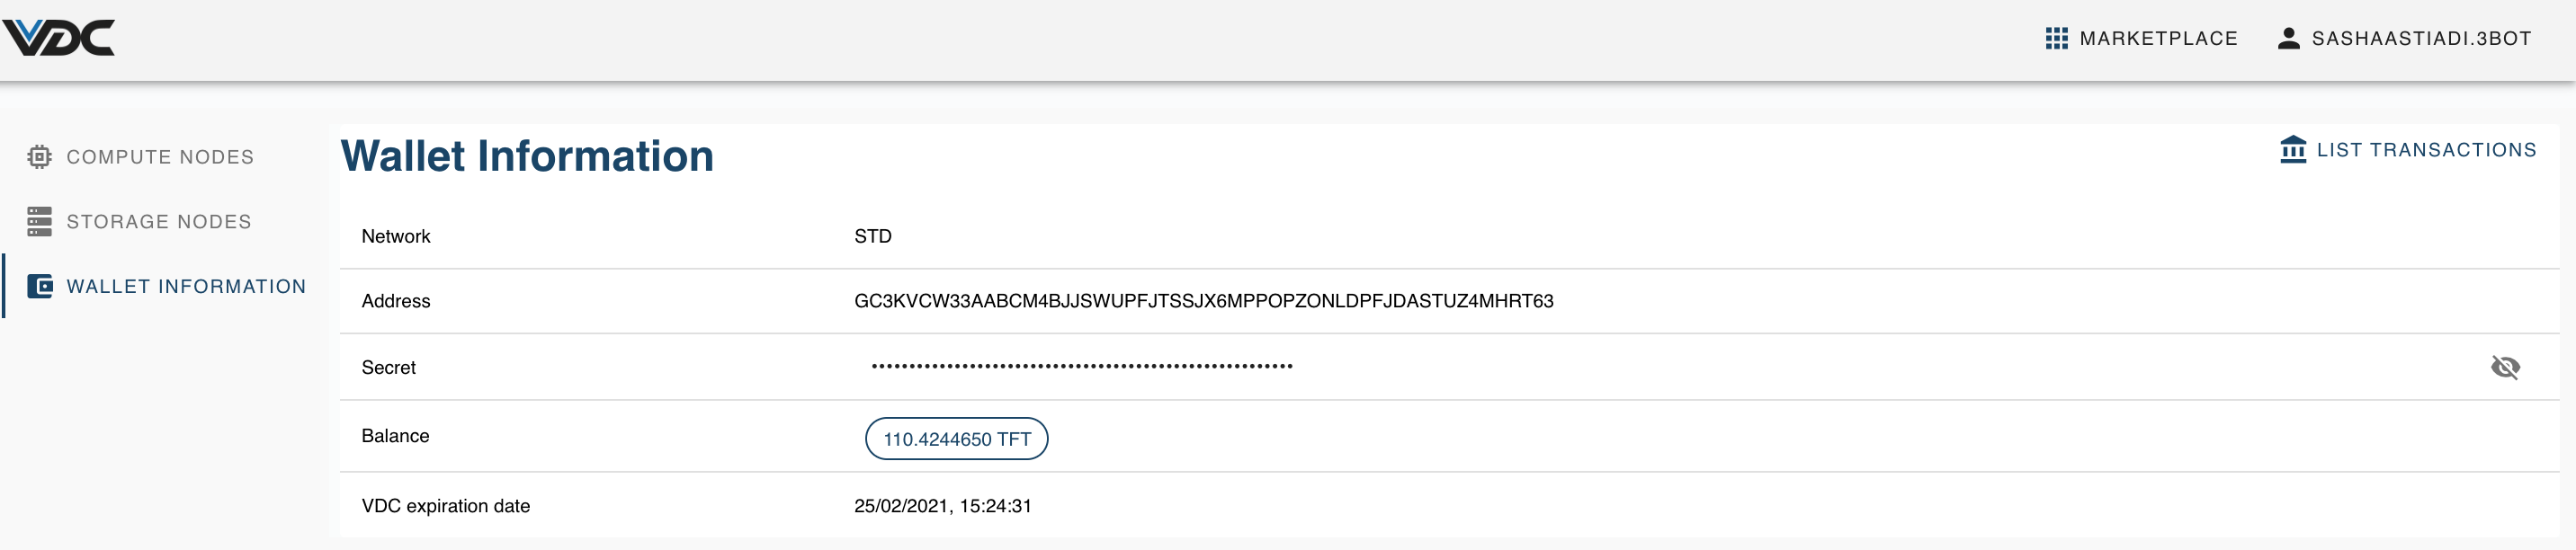 VDC
MARKETPLACE
SASHAASTIADI.3BOT
COMPUTE NODES
STORAGE NODES
WALLET INFORMATION
Wallet Information
LIST TRANSACTIONS
Network STD
Address GC3KVCW33AABCM4BJJSWUPFJTSSJX6MPPOPZONLDPFJDASTUZ4MHRT63
Secret ••••••••••••••••••••••••••••••••••••••••••••••••••••••••
Balance 110.4244650 TFT
VDC expiration date 25/02/2021, 15:24:31